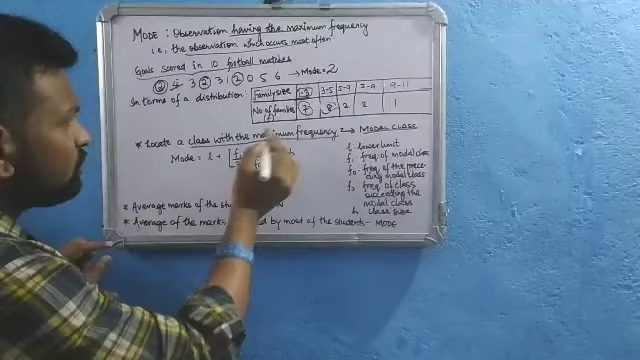 MODE : Observation having the maximum frequency
i.e., the observation which occurs most often
Goals scored in 10 football matches
2 4 3 2 3 1 2 0 5 6 → Mode = 2
In terms of a distribution :
Family size 1-3 3-5 5-7 7-9 9-11
No of families (f) 7 8 2 2 1
* Locate a class with the maximum frequency → MODAL CLASS
Mode = l +
l: lower limit
f₁: freq. of modal class
f₀: freq of the prece-
ding modal class
f₂: freq of class
succeeding the
modal class
h: class size
* Average marks of the
* Average of the marks by most of the students - MODE